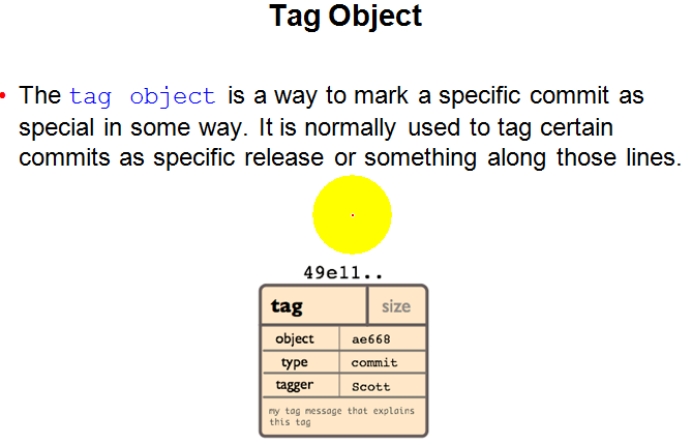 Tag Object
• The tag object is a way to mark a specific commit as
special in some way. It is normally used to tag certain
commits as specific release or something along those lines.
49e11..
tag size
object ae668
type commit
tagger Scott
my tag message that explains
this tag